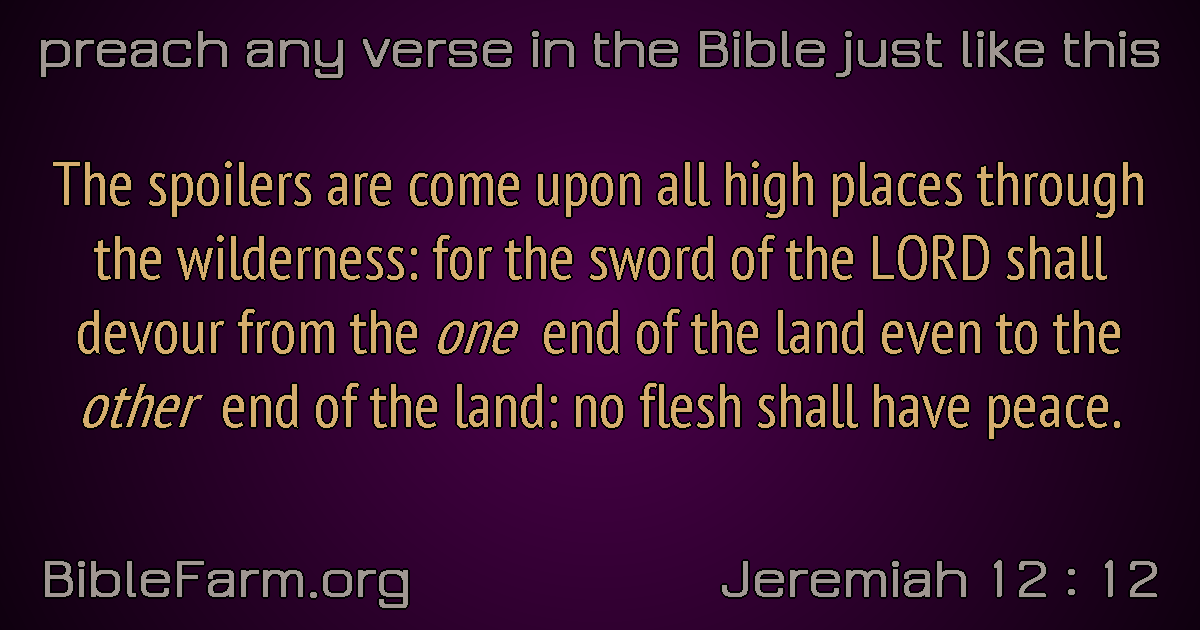 preach any verse in the Bible just like this
The spoilers are come upon all high places through
the wilderness: for the sword of the LORD shall
devour from the one end of the land even to the
other end of the land: no flesh shall have peace.
BibleFarm.org
Jeremiah 12 : 12